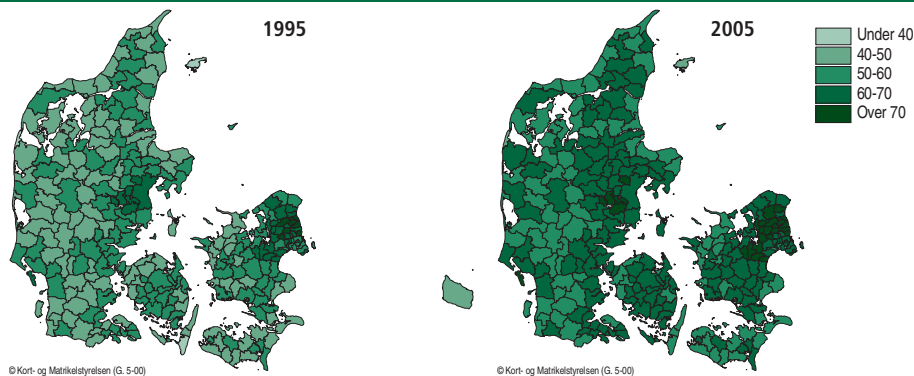 1995
2005
Under 40
40-50
50-60
60-70
Over 70
© Kort- og Matrikelstyrelsen (G. 5-00)
© Kort- og Matrikelstyrelsen (G. 5-00)